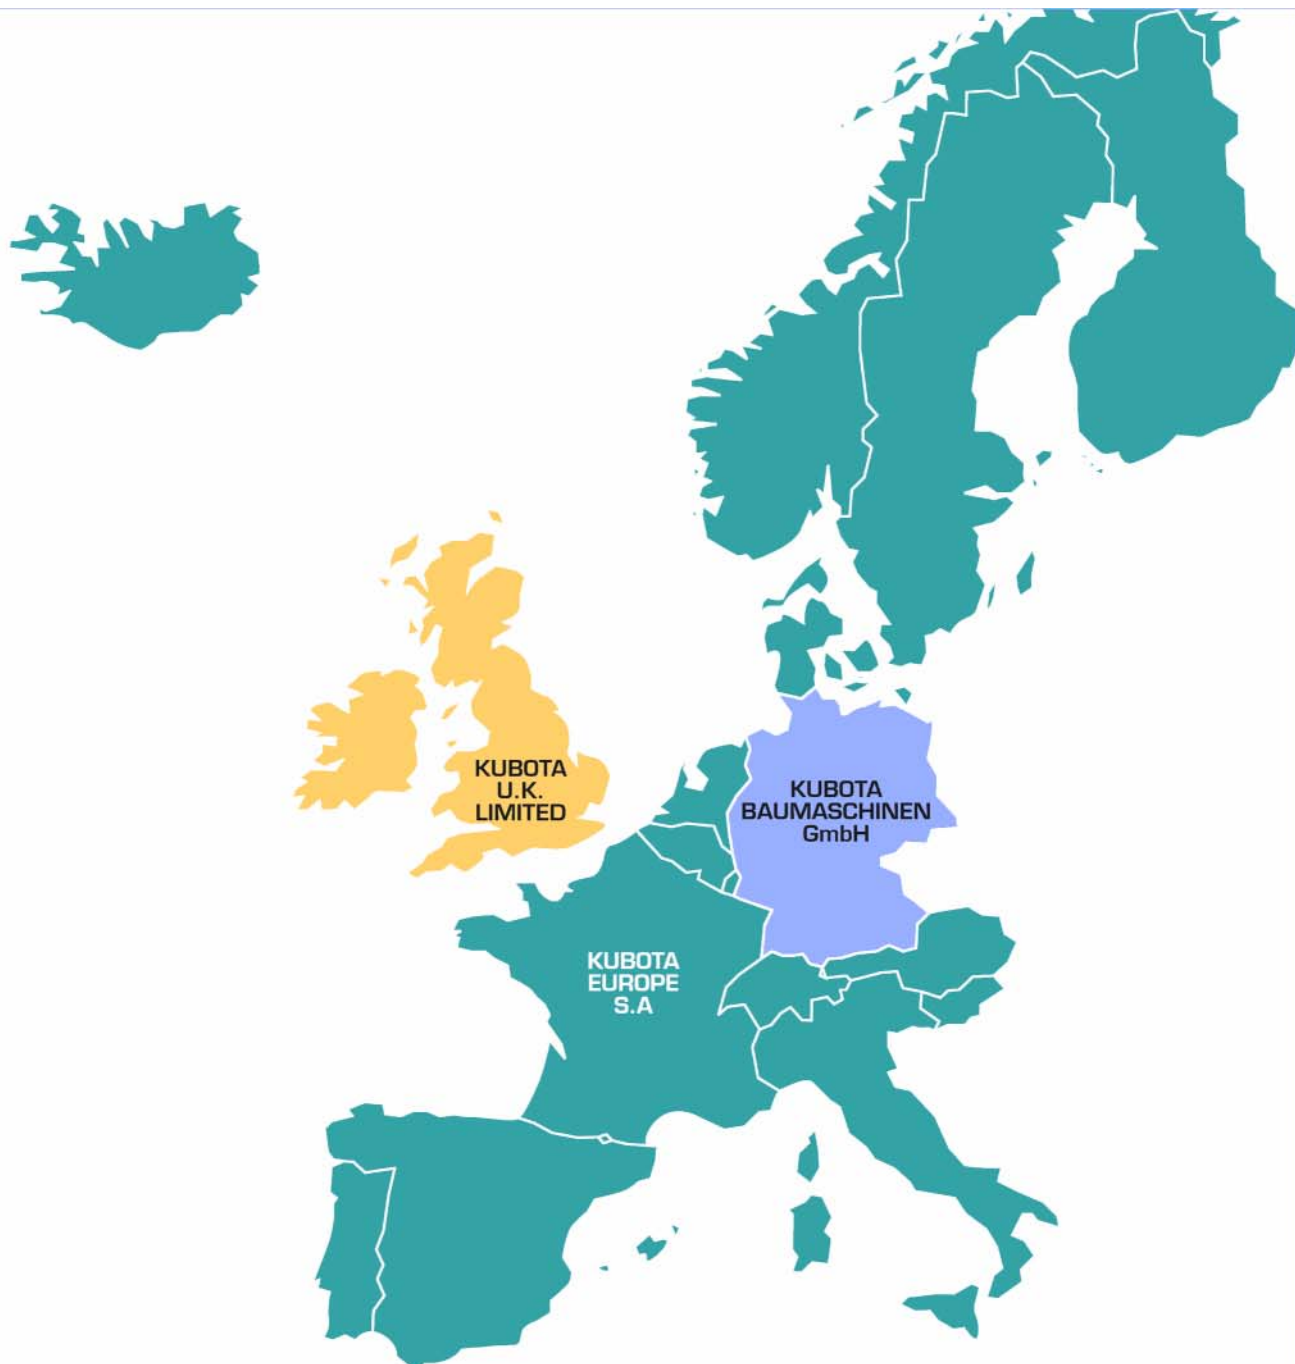 KUBOTA
U.K.
LIMITED
KUBOTA
BAUMASCHINEN
GmbH
KUBOTA
EUROPE
S.A